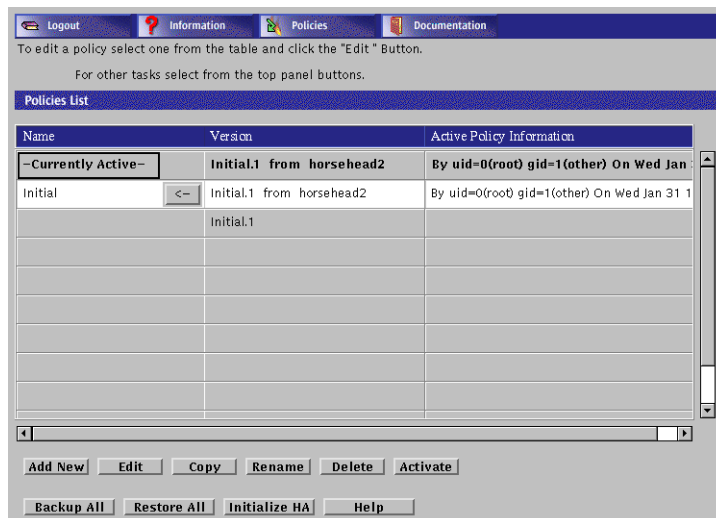 Logout Information Policies Documentation
To edit a policy select one from the table and click the "Edit " Button.
For other tasks select from the top panel buttons.
Policies List
Name Version Active Policy Information
-Currently Active- Initial.1 from horsehead2 By uid=0(root) gid=1(other) On Wed Jan
Initial <- Initial.1 from horsehead2 By uid=0(root) gid=1(other) On Wed Jan 31 1
Initial.1
Add New Edit Copy Rename Delete Activate
Backup All Restore All Initialize HA Help